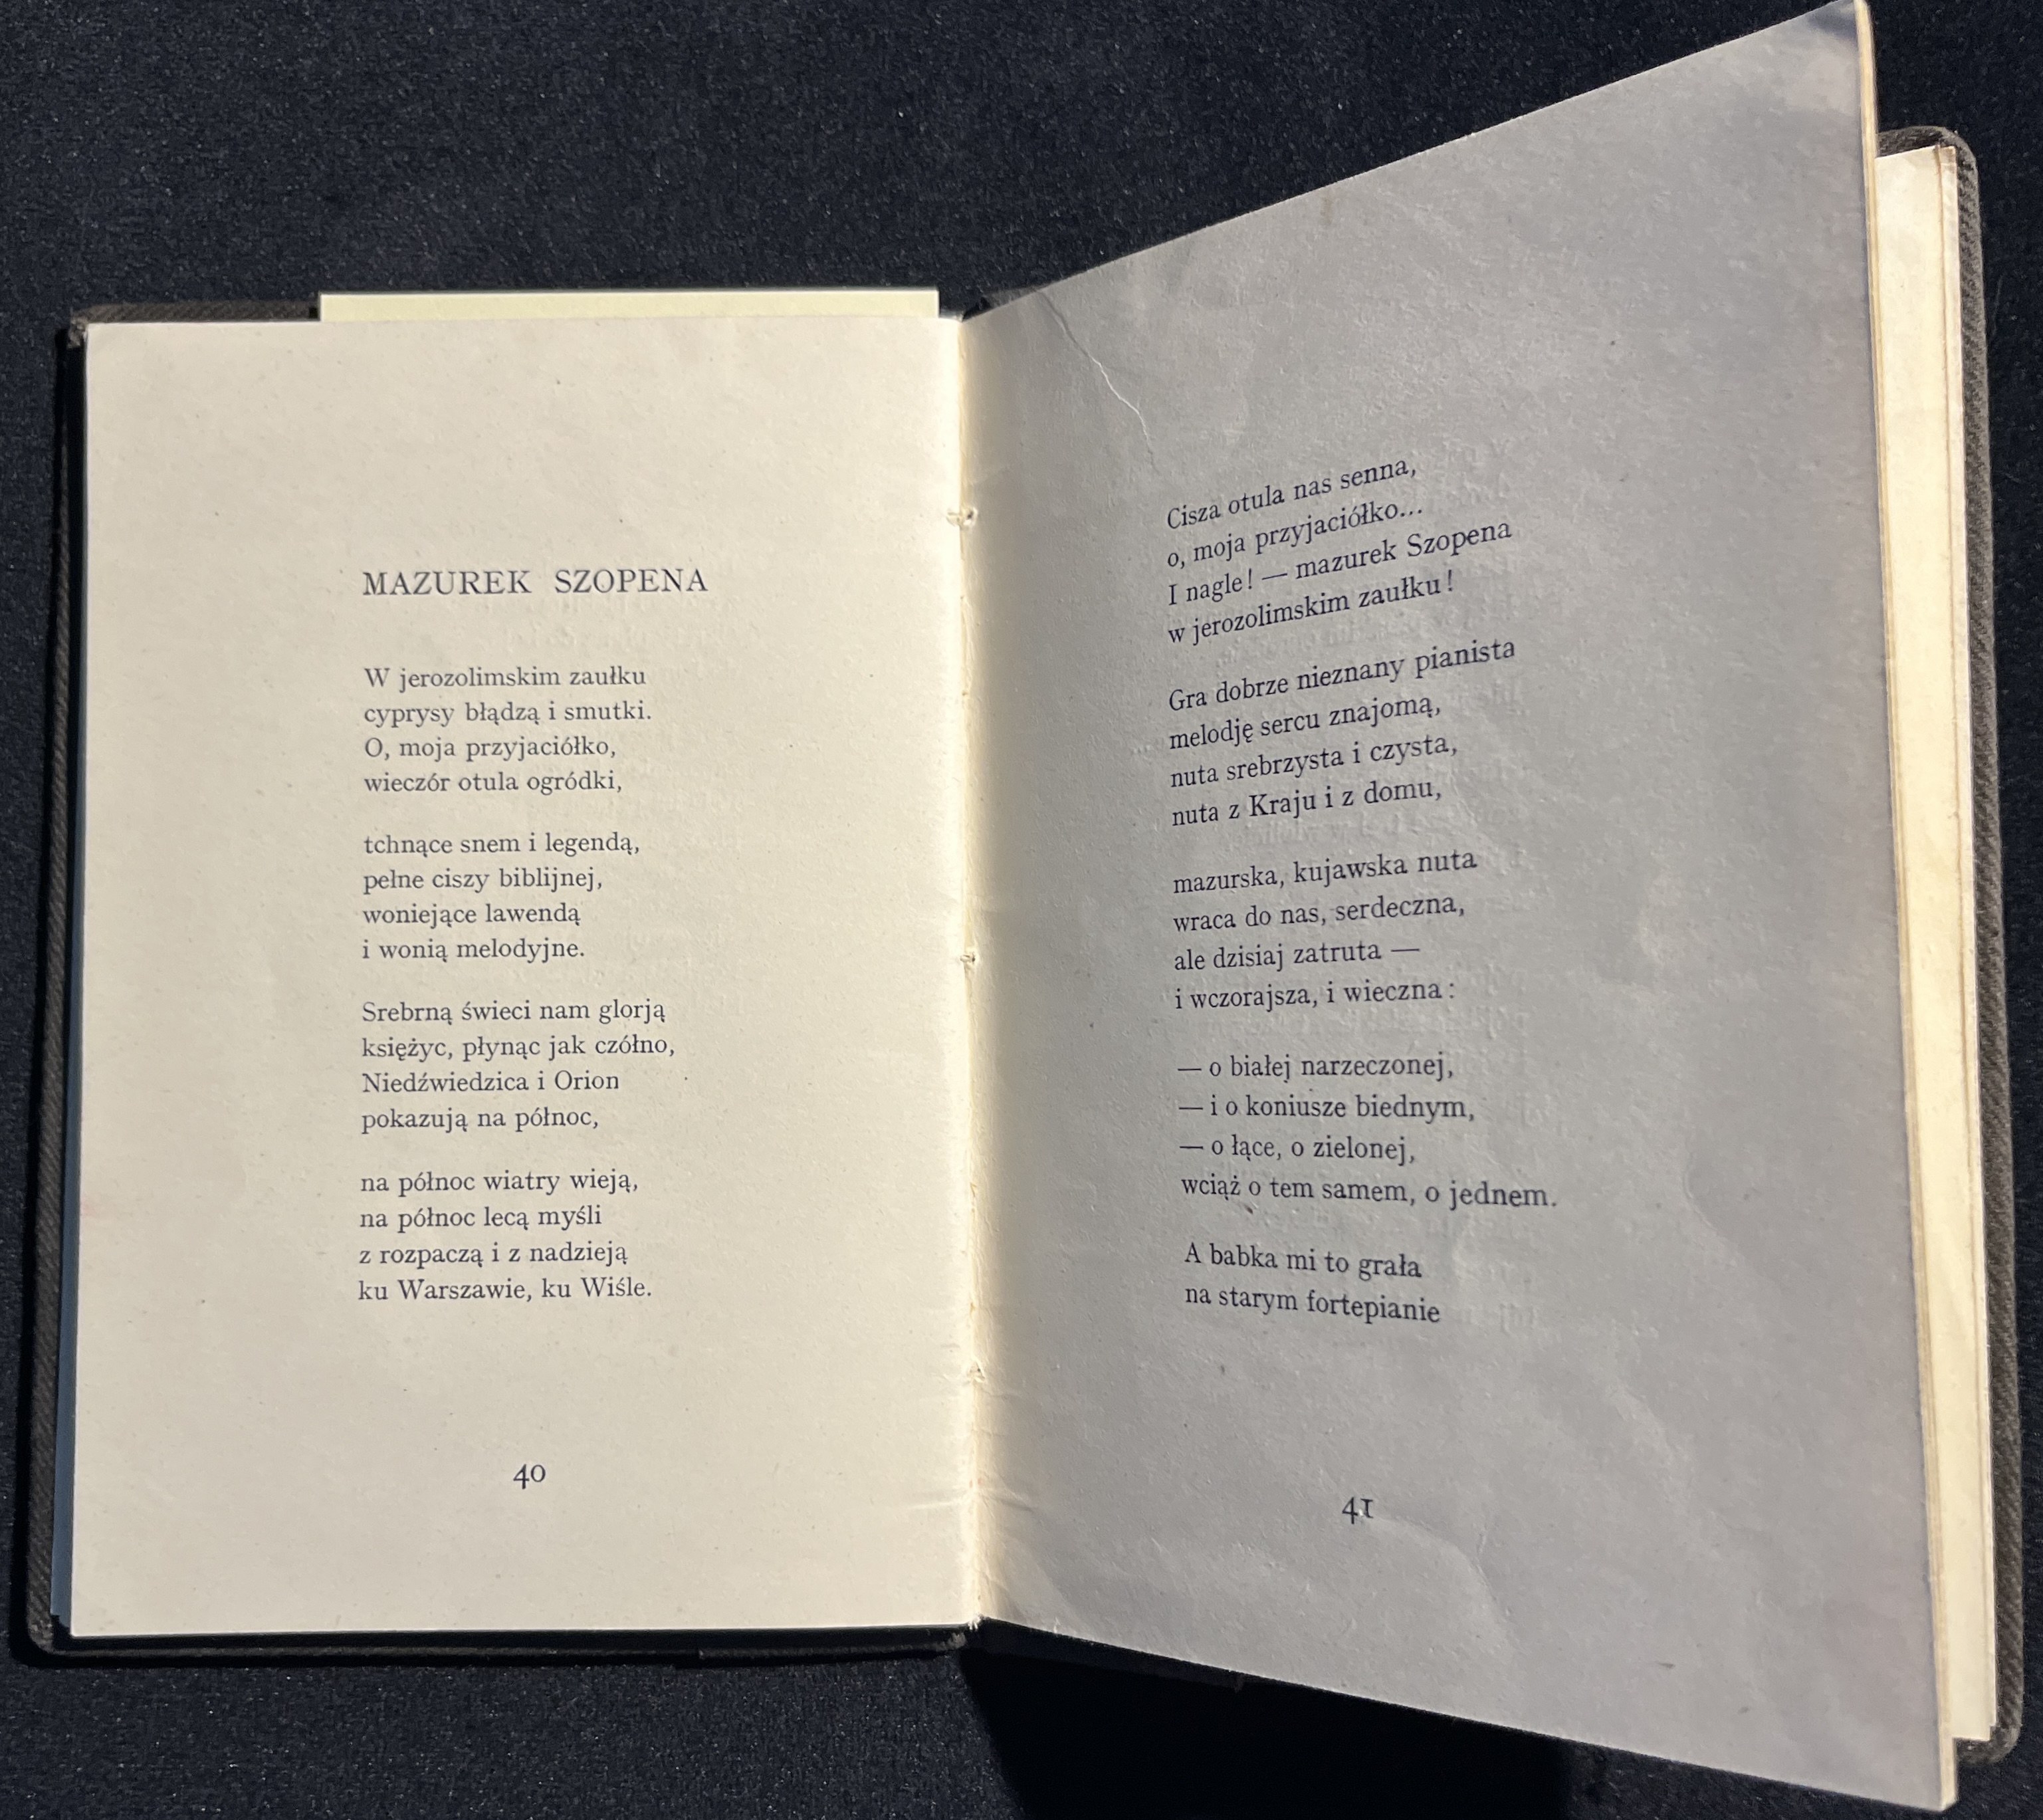 MAZUREK SZOPENA
W jerozolimskim zaułku
cyprysy błądzą i smutki.
O, moja przyjaciółko,
wieczór otula ogródki,
tchnące snem i legendą,
pełne ciszy biblijnej,
woniejące lawendą
i wonią melodyjne.
Srebrną świeci nam glorją
księżyc, płynąc jak czółno,
Niedźwiedzica i Orion
pokazują na północ,
na północ wiatry wieją,
na północ lecą myśli
z rozpaczą i z nadzieją
ku Warszawie, ku Wiśle.
40
Cisza otula nas senna,
o, moja przyjaciółko...
I nagle! — mazurek Szopena
w jerozolimskim zaułku!
Gra dobrze nieznany pianista
melodję sercu znajomą,
nuta srebrzysta i czysta,
nuta z Kraju i z domu,
mazurska, kujawska nuta
wraca do nas, serdeczna,
ale dzisiaj zatruta —
i wczorajsza, i wieczna:
— o białej narzeczonej,
— i o koniusze biednym,
— o łące, o zielonej,
wciąż o tem samem, o jednem.
A babka mi to grała
na starym fortepianie
41